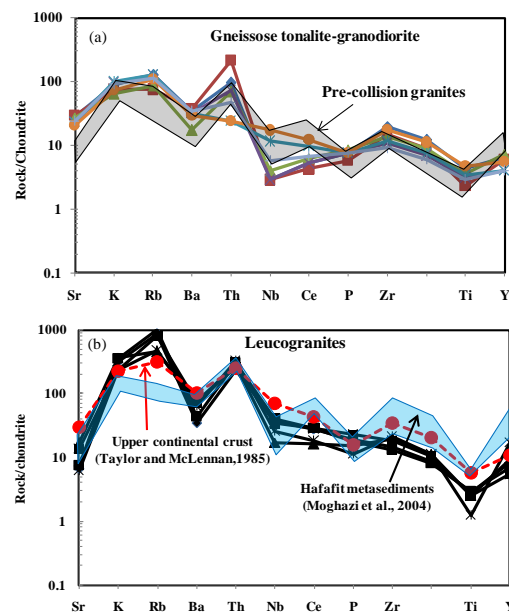 (a)
Gneissose tonalite-granodiorite
Pre-collision granites
Rock/Chondrite
1000
100
10
1
0.1
Sr K Rb Ba Th Nb Ce P Zr Ti Y
(b)
Leucogranites
Upper continental crust
(Taylor and McLennan,1985)
Hafafit metasediments
(Moghazi et al., 2004)
Rock/chondrite
1000
100
10
1
0.1
Sr K Rb Ba Th Nb Ce P Zr Ti Y